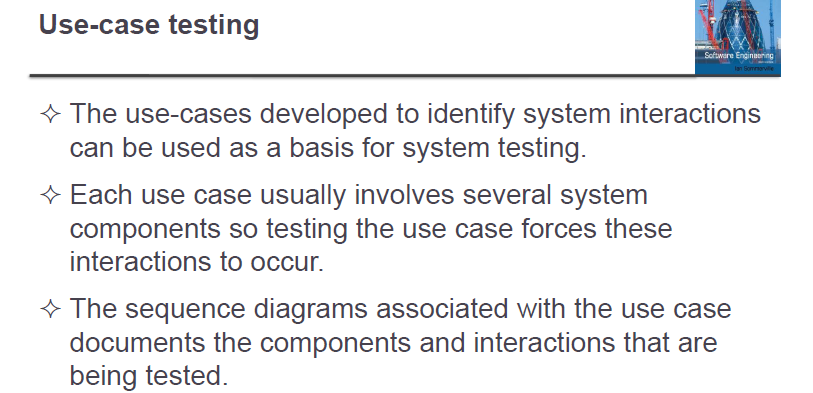 Use-case testing
Software Engineering
Ian Sommerville
✧ The use-cases developed to identify system interactions
can be used as a basis for system testing.
✧ Each use case usually involves several system
components so testing the use case forces these
interactions to occur.
✧ The sequence diagrams associated with the use case
documents the components and interactions that are
being tested.